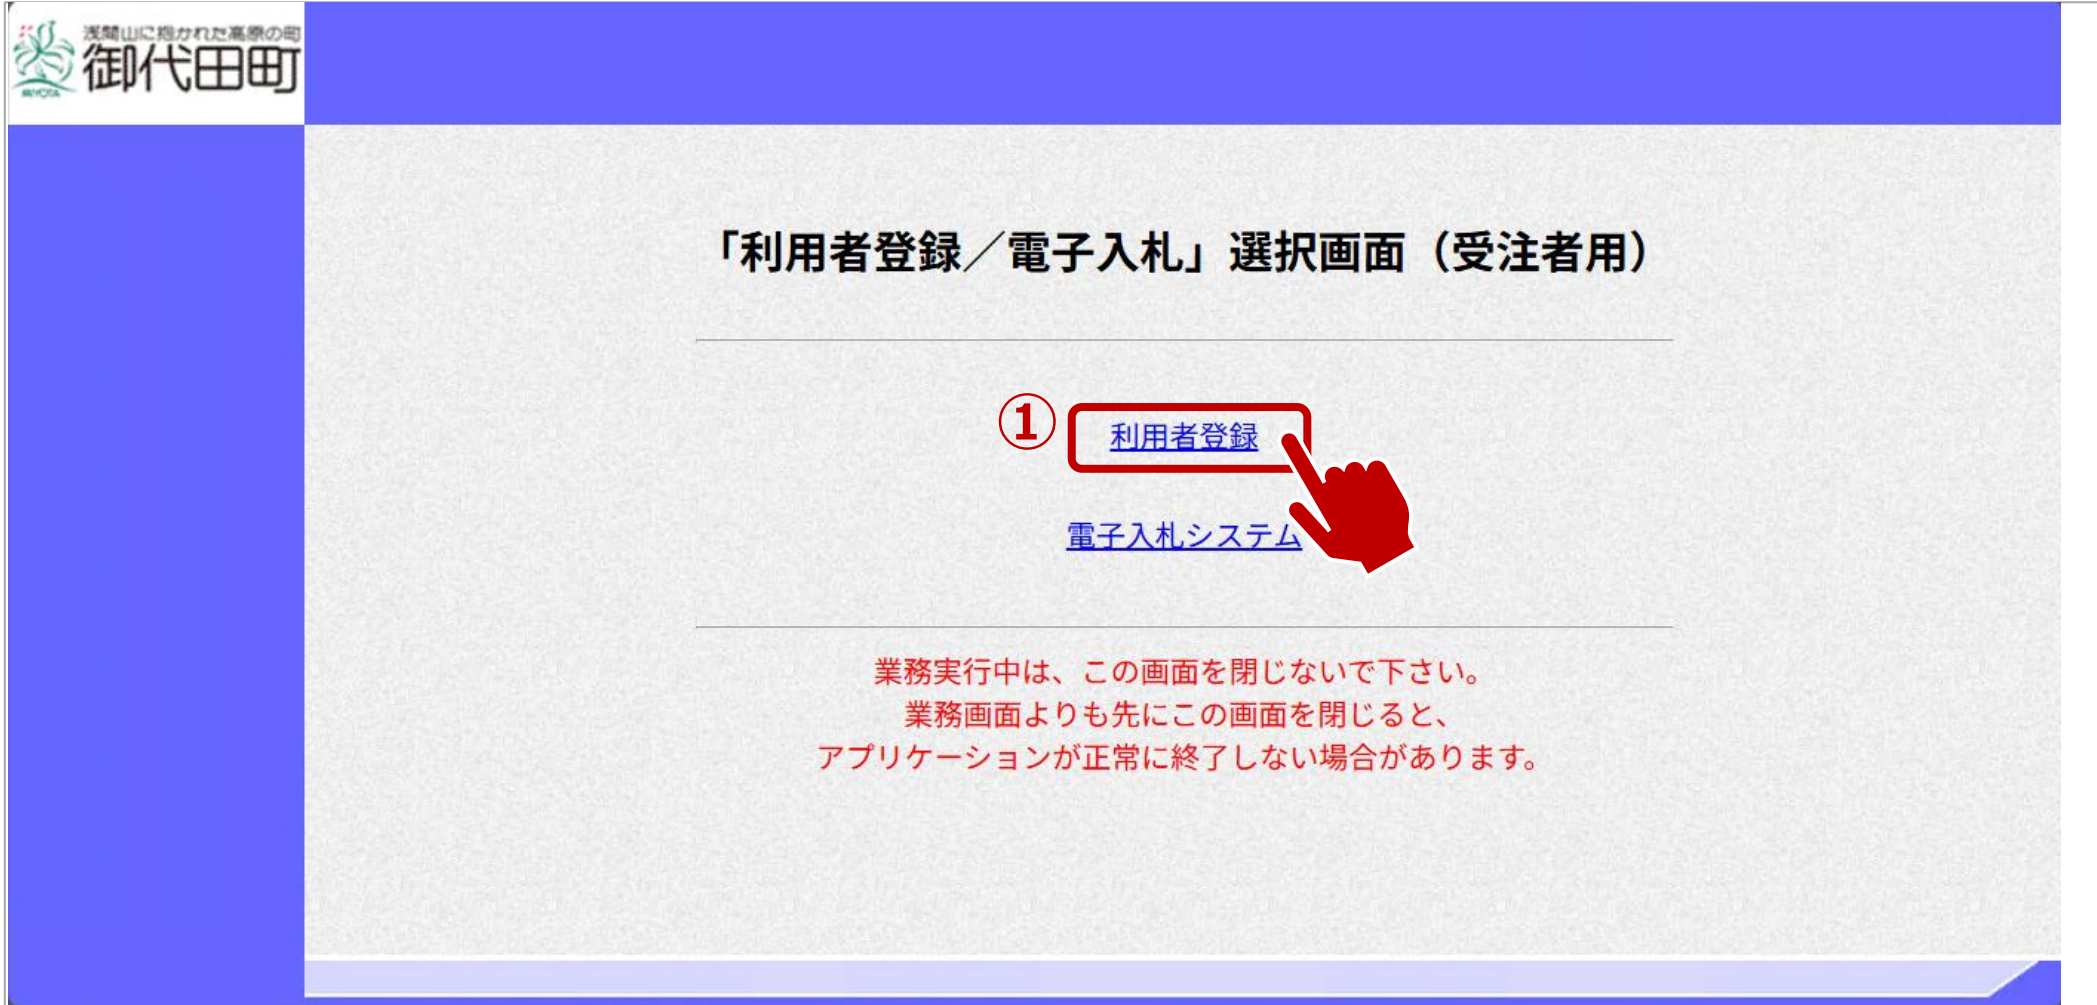 浅間山に抱かれた高原の町
御代田町
MIYOTA
「利用者登録／電子入札」選択画面（受注者用）
①
利用者登録
電子入札システム
業務実行中は、この画面を閉じないで下さい。
業務画面よりも先にこの画面を閉じると、
アプリケーションが正常に終了しない場合があります。